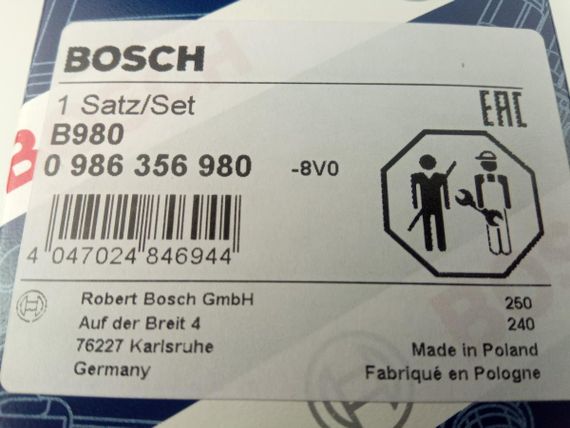 BOSCH
1 Satz/Set
EAC
B980
0 986 356 980 -8V0
4 047024 846944
Robert Bosch GmbH
Auf der Breit 4
76227 Karlsruhe
Germany
250
240
Made in Poland
Fabriqué en Pologne